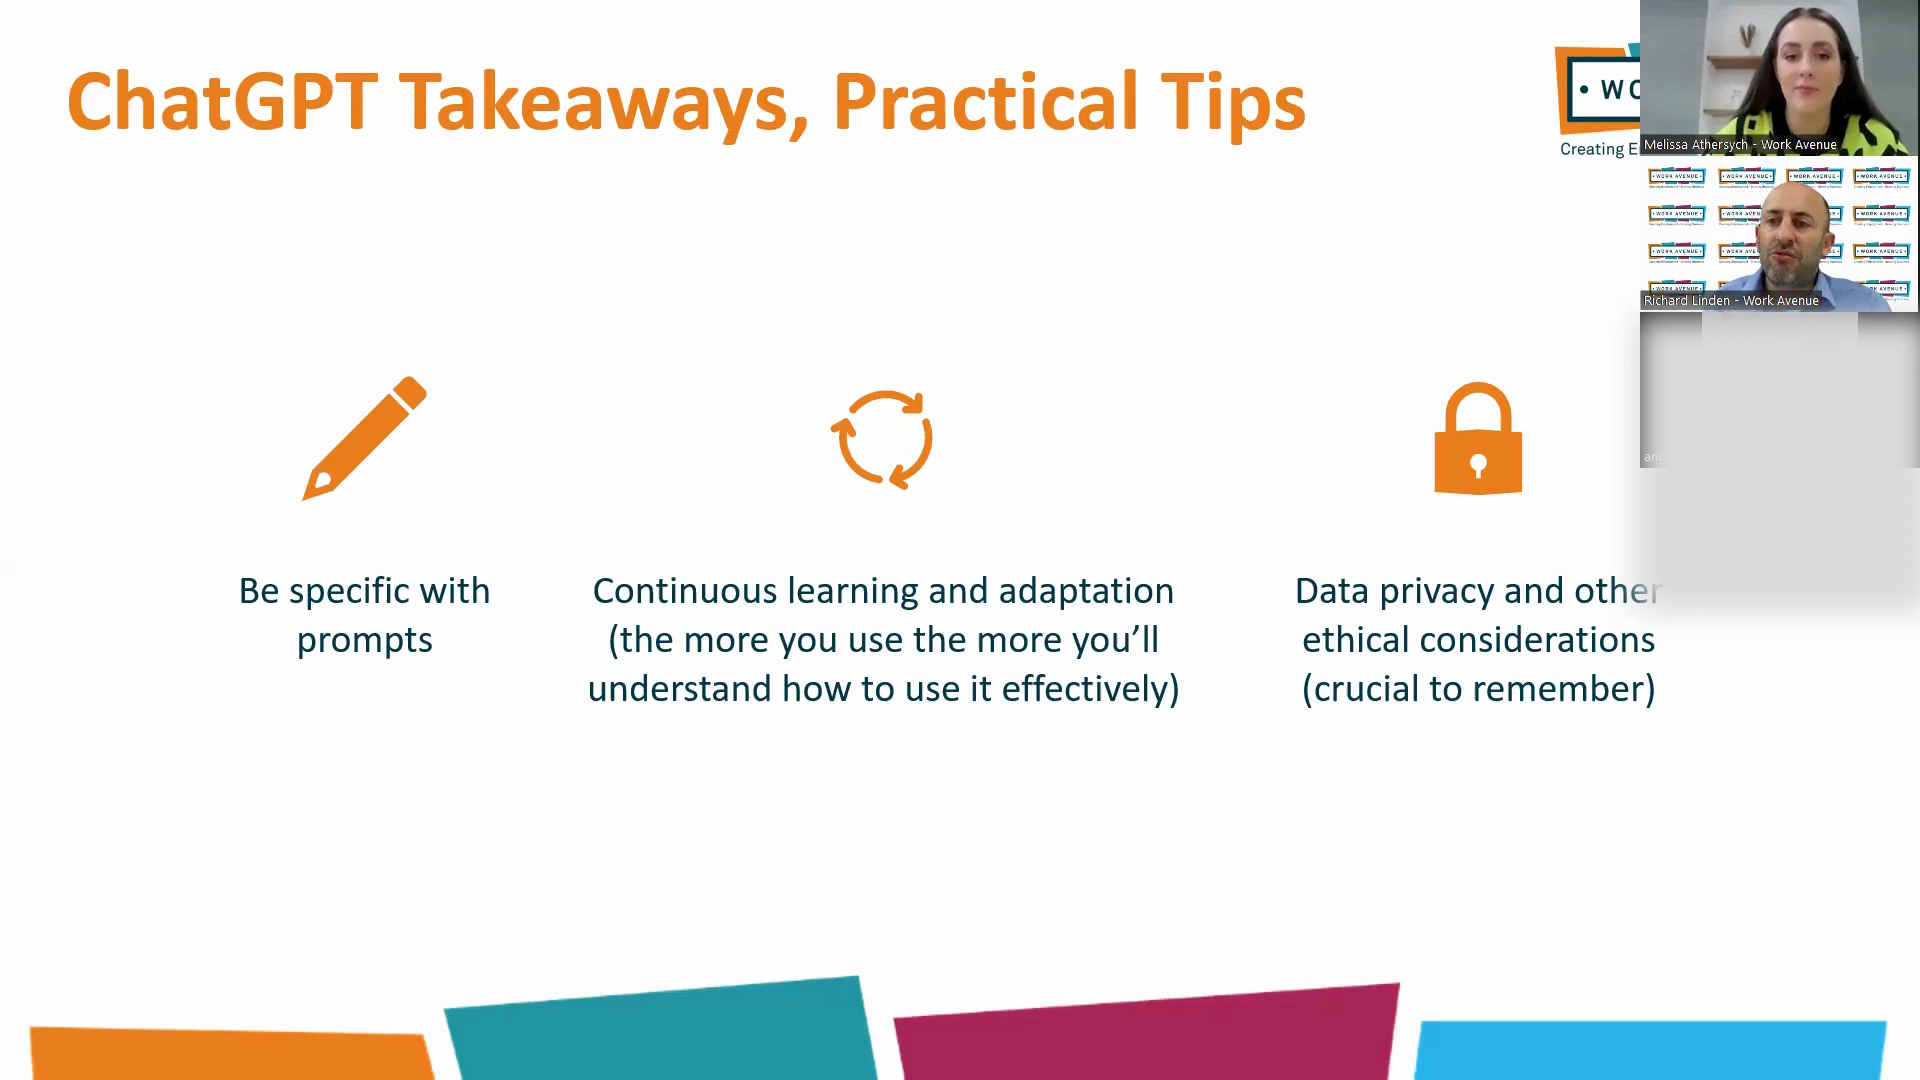 ChatGPT Takeaways, Practical Tips
Creating E
Melissa Athersych - Work Avenue
• WORK AVENUE •
Richard Linden - Work Avenue
Be specific with
prompts
Continuous learning and adaptation
(the more you use the more you’ll
understand how to use it effectively)
Data privacy and other
ethical considerations
(crucial to remember)